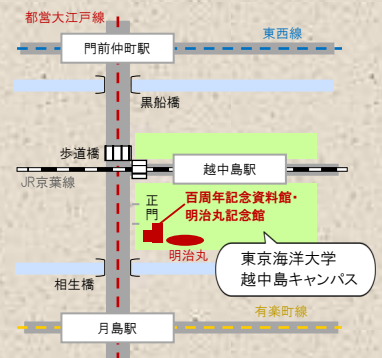 都営大江戸線
東西線
門前仲町駅
黒船橋
歩道橋
越中島駅
JR京葉線
正門
百周年記念資料館・
明治丸記念館
明治丸
東京海洋大学
越中島キャンパス
相生橋
有楽町線
月島駅